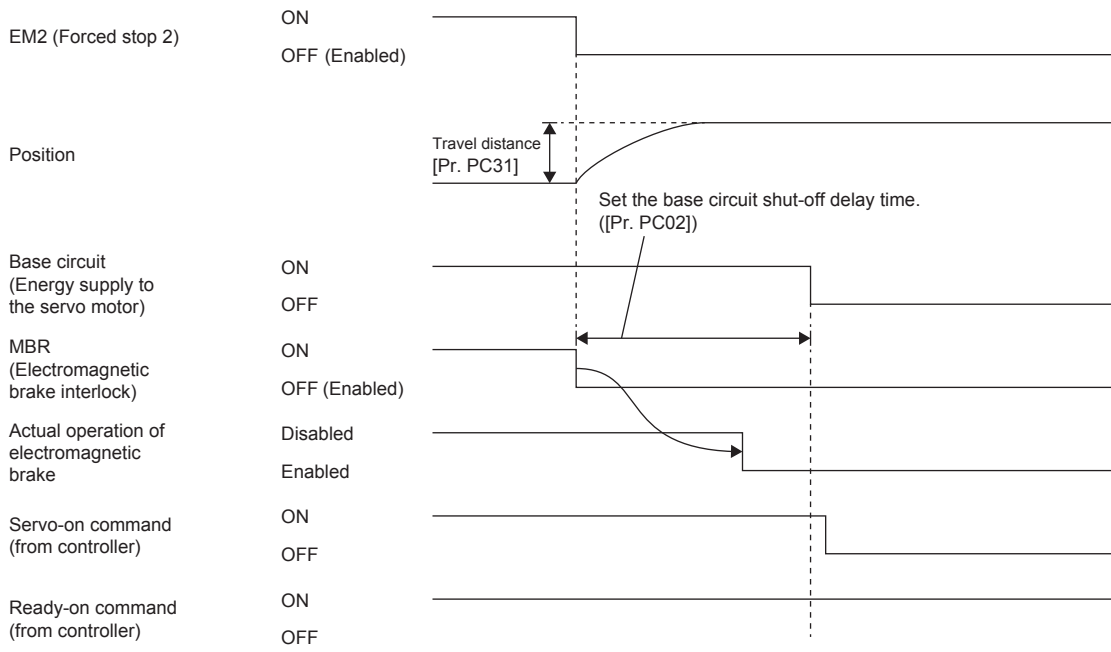 EM2 (Forced stop 2)
ON
OFF (Enabled)
Position
Travel distance
[Pr. PC31]
Set the base circuit shut-off delay time.
([Pr. PC02])
Base circuit
(Energy supply to
the servo motor)
ON
OFF
MBR
(Electromagnetic
brake interlock)
ON
OFF (Enabled)
Actual operation of
electromagnetic
brake
Disabled
Enabled
Servo-on command
(from controller)
ON
OFF
Ready-on command
(from controller)
ON
OFF